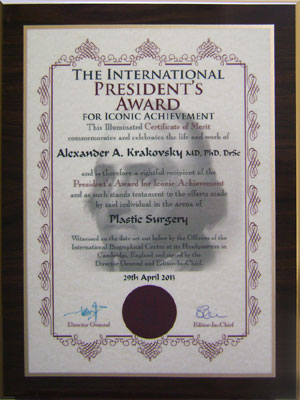 THE INTERNATIONAL
PRESIDENT'S
AWARD
FOR ICONIC ACHIEVEMENT
This Illuminated Certificate of Merit
commemorates and celebrates the life and work of
Alexander A. Krakovsky MD, PhD, DrSc
and is therefore a rightful recipient of the
President's Award for Iconic Achievement
and as such stands testament to the efforts made
by said individual in the arena of
Plastic Surgery
Witnessed on the date set out below by the Officers of the
International Biographical Centre at its Headquarters in
Cambridge, England and signed by the
Director General and Editor-In-Chief.
29th April 2013
Director General
Editor-In-Chief